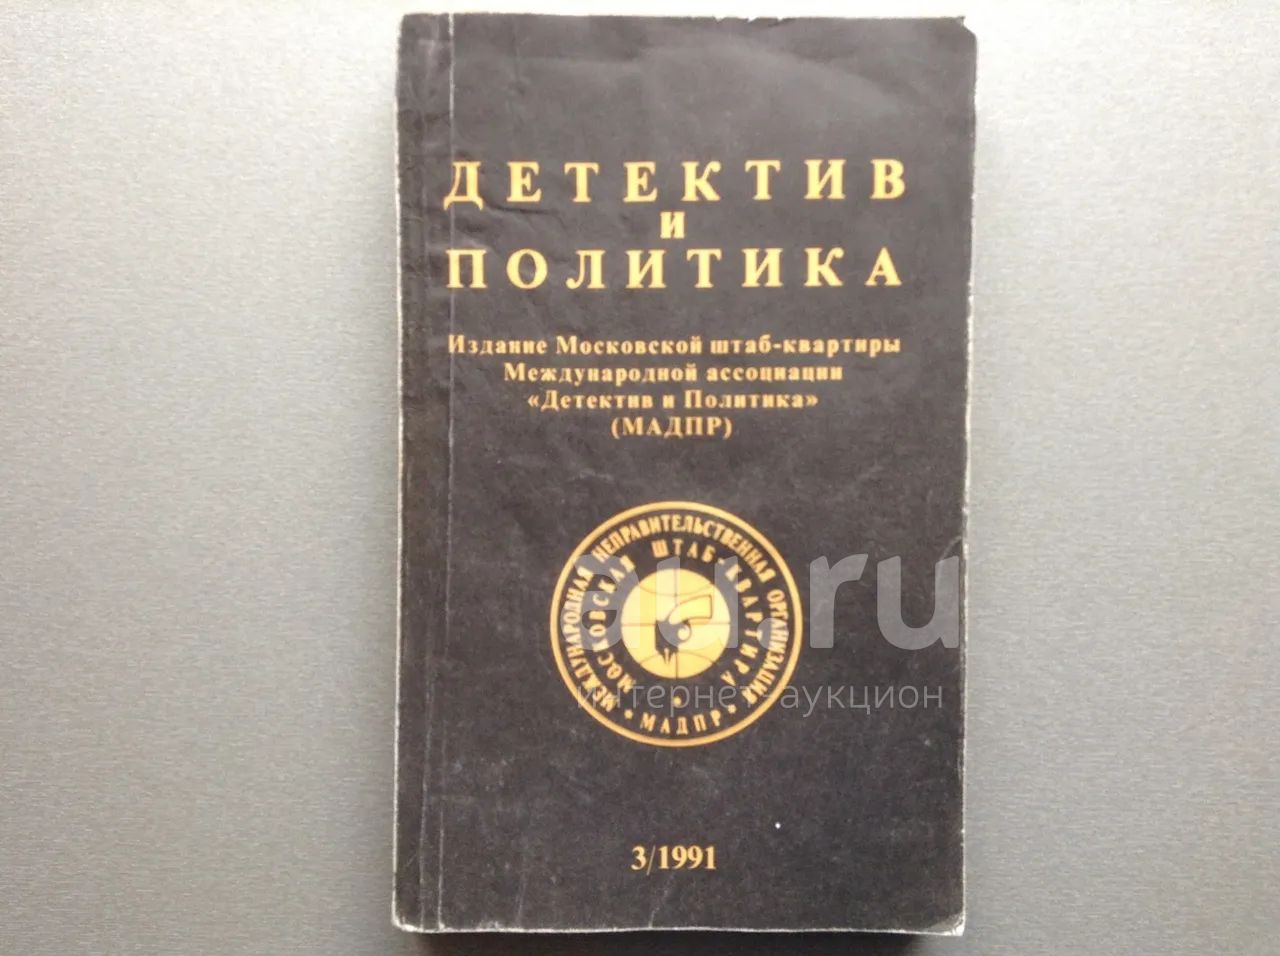 ДЕТЕКТИВ
И
ПОЛИТИКА
Издание Московской штаб-квартиры
Международной ассоциации
«Детектив и Политика»
(МАДПР)
МЕЖДУНАРОДНАЯ НЕПРАВИТЕЛЬСТВЕННАЯ ОРГАНИЗАЦИЯ
МОСКОВСКАЯ ШТАБ-КВАРТИРА
• МАДПР •
au.ru
интернет-аукцион
3/1991